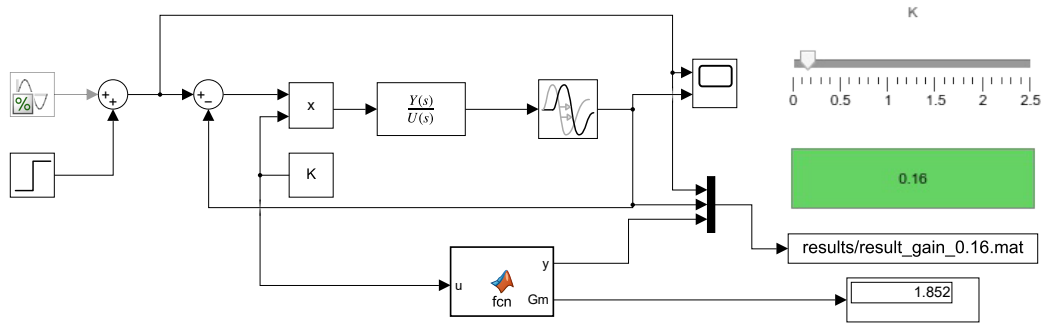 K
0 0.5 1 1.5 2 2.5
%
+
+
+
−
x
Y(s)
U(s)
K
0.16
results/result_gain_0.16.mat
y
u
fcn
Gm
1.852